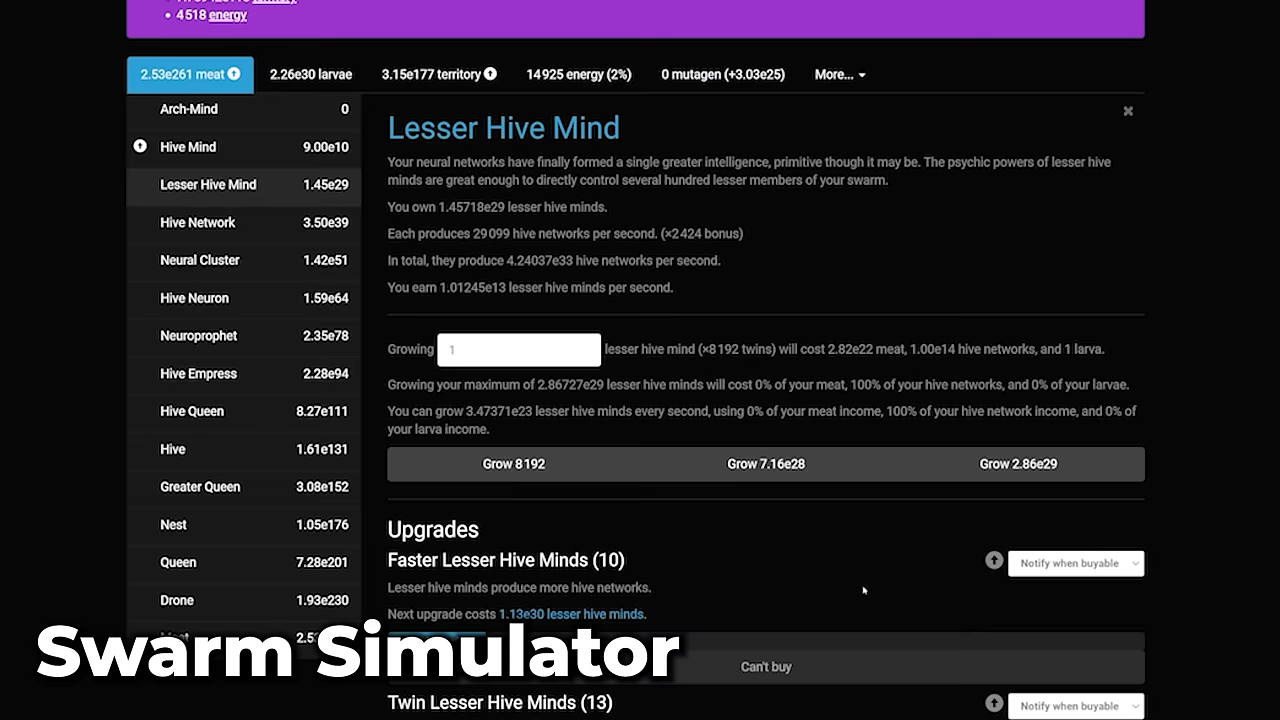 4 518 energy
2.53e261 meat
2.26e30 larvae
3.15e177 territory
14 925 energy (2%)
0 mutagen (+3.03e25)
More...
Arch-Mind 0
Hive Mind 9.00e10
Lesser Hive Mind 1.45e29
Hive Network 3.50e39
Neural Cluster 1.42e51
Hive Neuron 1.59e64
Neuroprophet 2.35e78
Hive Empress 2.28e94
Hive Queen 8.27e111
Hive 1.61e131
Greater Queen 3.08e152
Nest 1.05e176
Queen 7.28e201
Drone 1.93e230
Lesser Hive Mind
Your neural networks have finally formed a single greater intelligence, primitive though it may be. The psychic powers of lesser hive
minds are great enough to directly control several hundred lesser members of your swarm.
You own 1.45718e29 lesser hive minds.
Each produces 29 099 hive networks per second. (×2 424 bonus)
In total, they produce 4.24037e33 hive networks per second.
You earn 1.01245e13 lesser hive minds per second.
Growing 1 lesser hive mind (×8 192 twins) will cost 2.82e22 meat, 1.00e14 hive networks, and 1 larva.
Growing your maximum of 2.86727e29 lesser hive minds will cost 0% of your meat, 100% of your hive networks, and 0% of your larvae.
You can grow 3.47371e23 lesser hive minds every second, using 0% of your meat income, 100% of your hive network income, and 0% of
your larva income.
Grow 8 192
Grow 7.16e28
Grow 2.86e29
Upgrades
Faster Lesser Hive Minds (10)
Notify when buyable
Lesser hive minds produce more hive networks.
Next upgrade costs 1.13e30 lesser hive minds.
Can't buy
Twin Lesser Hive Minds (13)
Notify when buyable
Swarm Simulator